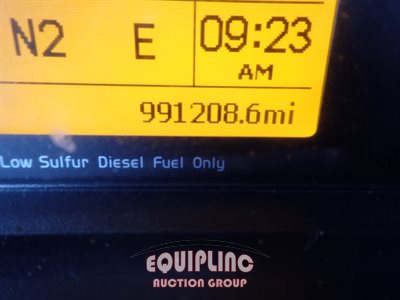 N2 E 09:23
AM
991208.6mi
Low Sulfur Diesel Fuel Only
EQUIPLINC
AUCTION GROUP